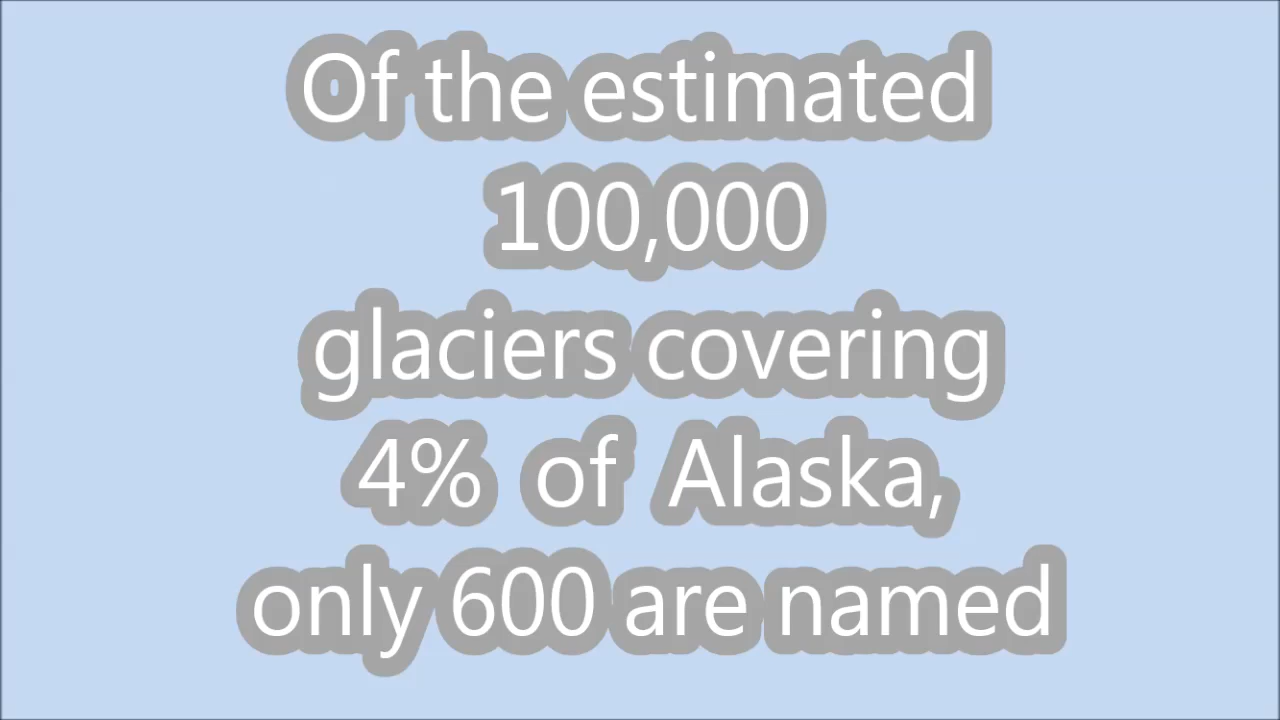 Of the estimated
100,000
glaciers covering
4% of Alaska,
only 600 are named